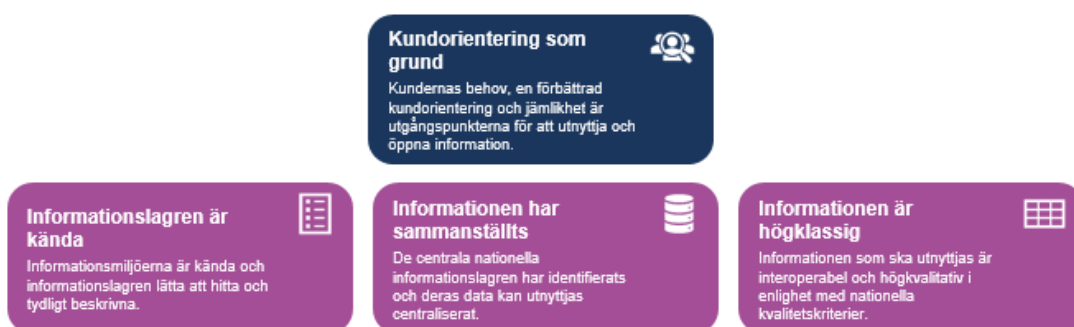 Kundorientering som
grund
Kundernas behov, en förbättrad
kundorientering och jämlikhet är
utgångspunkterna för att utnyttja och
öppna information.
Informationslagren är
kända
Informationsmiljöerna är kända och
informationslagren lätta att hitta och
tydligt beskrivna.
Informationen har
sammanställts
De centrala nationella
informationslagren har identifierats
och deras data kan utnyttjas
centraliserat.
Informationen är
högklassig
Informationen som ska utnyttjas är
interoperabel och högkvalitativ i
enlighet med nationella
kvalitetskriterier.